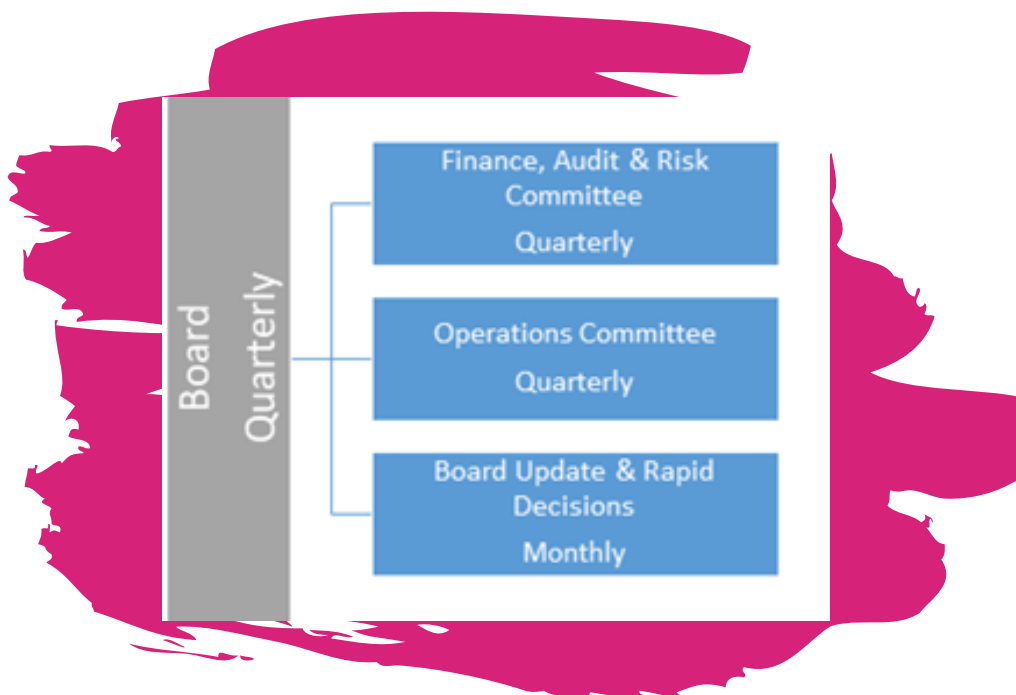 Board
Quarterly
Finance, Audit & Risk
Committee
Quarterly
Operations Committee
Quarterly
Board Update & Rapid
Decisions
Monthly